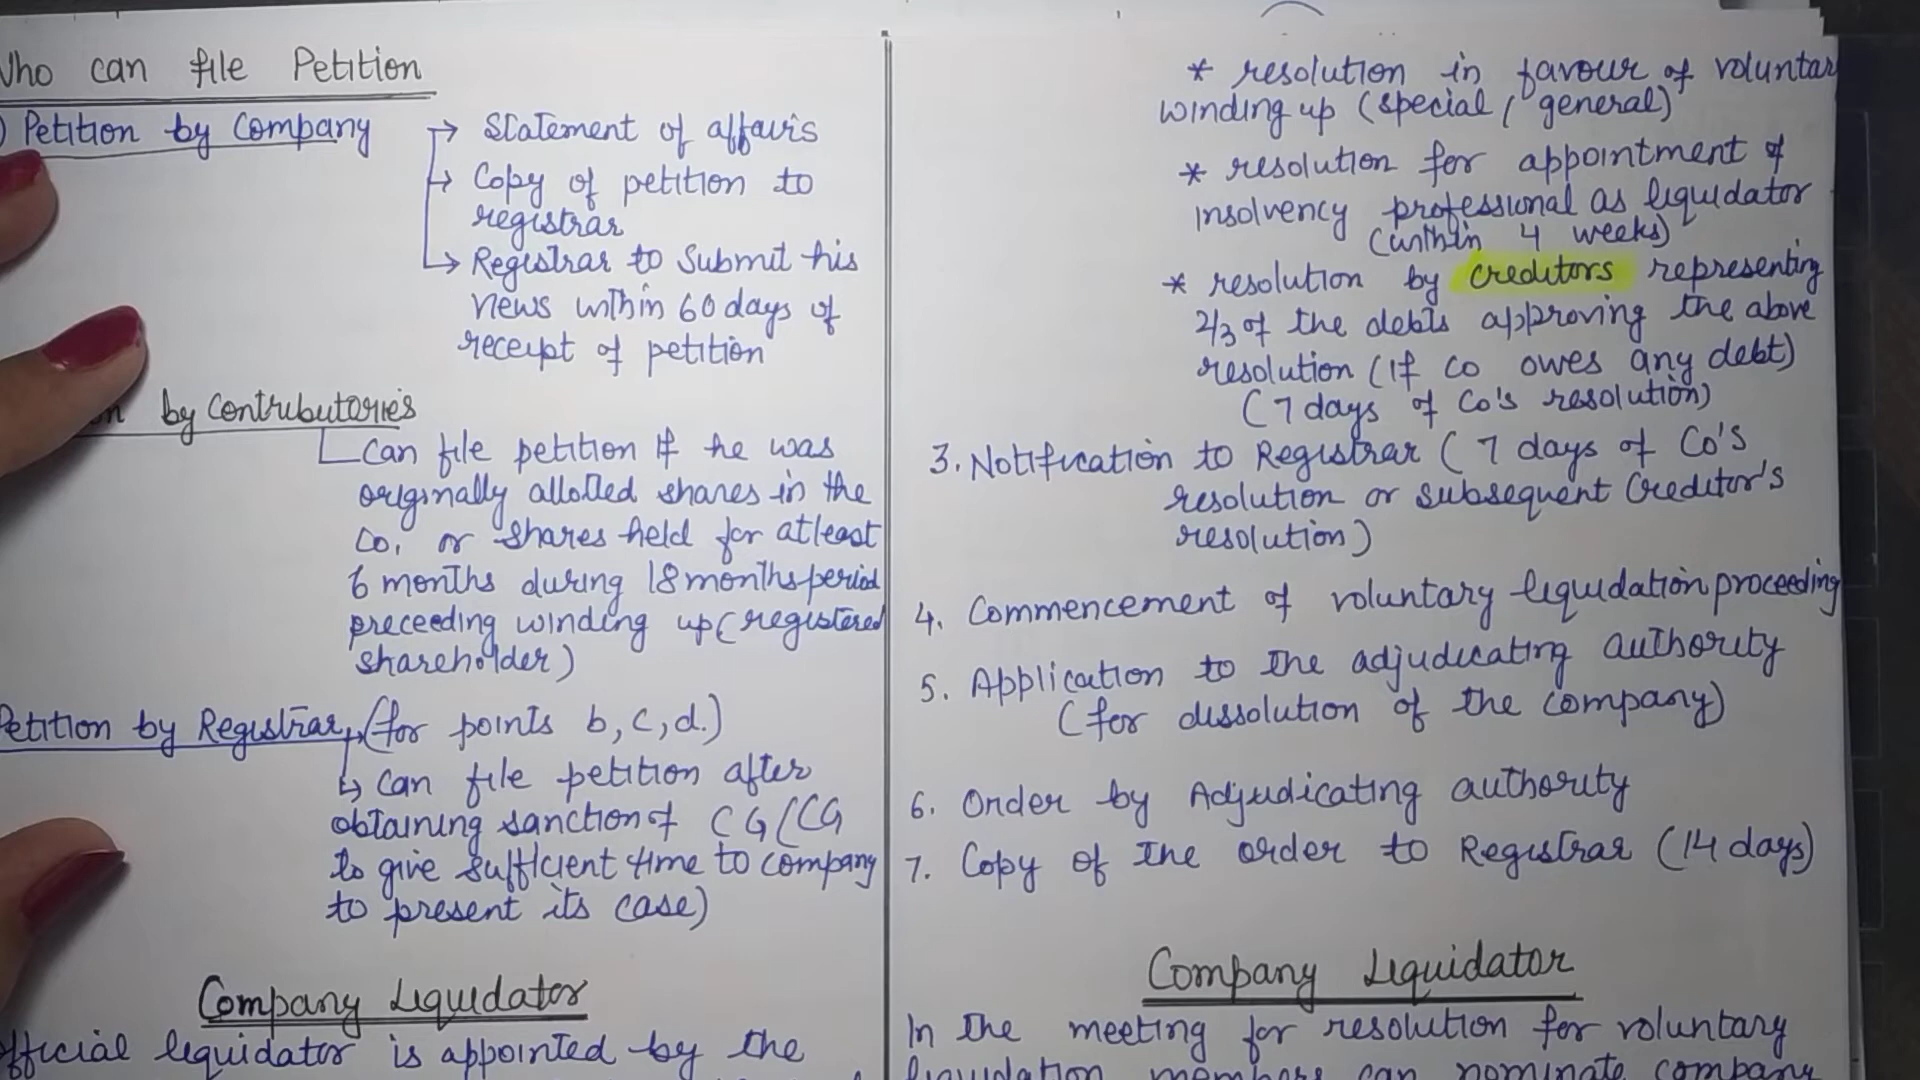 Who can file Petition
) Petition by Company
→ Statement of affairs
→ Copy of petition to
registrar
→ Registrar to Submit his
views within 60 days of
receipt of petition
by Contributories
Can file petition if he was
originally allotted shares in the
Co. or shares held for atleast
6 months during 18 months period
preceeding winding up (registered
shareholder)
Petition by Registrar (for points b, c, d.)
↳ Can file petition after
obtaining sanction of CG (CG
to give sufficient time to company
to present its case)
Company Liquidator
official liquidator is appointed by the
* resolution in favour of voluntary
winding up (special / general)
* resolution for appointment of
insolvency professional as liquidator
(within 4 weeks)
* resolution by creditors representing
2/3 of the debts approving the above
resolution (if co owes any debt)
(7 days of Co's resolution)
3. Notification to Registrar (7 days of Co's
resolution or subsequent Creditor's
resolution)
4. Commencement of voluntary liquidation proceeding
5. Application to the adjudicating authority
(for dissolution of the company)
6. Order by Adjudicating authority
7. Copy of the order to Registrar (14 days)
Company Liquidator
In the meeting for resolution for voluntary
liquidation members can nominate company